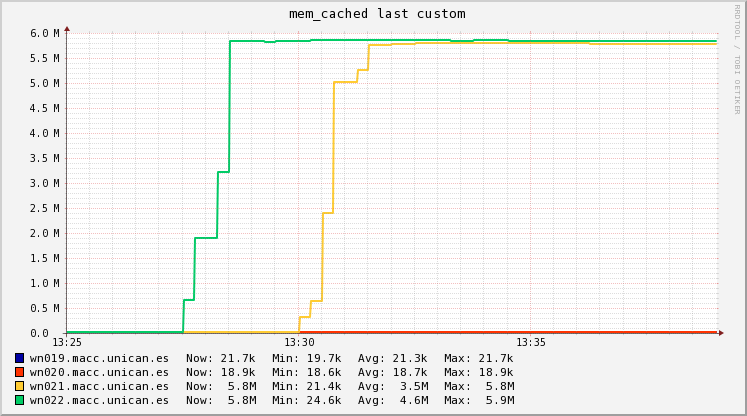 mem_cached last custom
RRDTOOL / TOBI OETIKER
6.0 M
5.5 M
5.0 M
4.5 M
4.0 M
3.5 M
3.0 M
2.5 M
2.0 M
1.5 M
1.0 M
0.5 M
0.0
13:25 13:30 13:35
wn019.macc.unican.es Now: 21.7k Min: 19.7k Avg: 21.3k Max: 21.7k
wn020.macc.unican.es Now: 18.9k Min: 18.6k Avg: 18.7k Max: 18.9k
wn021.macc.unican.es Now: 5.8M Min: 21.4k Avg: 3.5M Max: 5.8M
wn022.macc.unican.es Now: 5.8M Min: 24.6k Avg: 4.6M Max: 5.9M